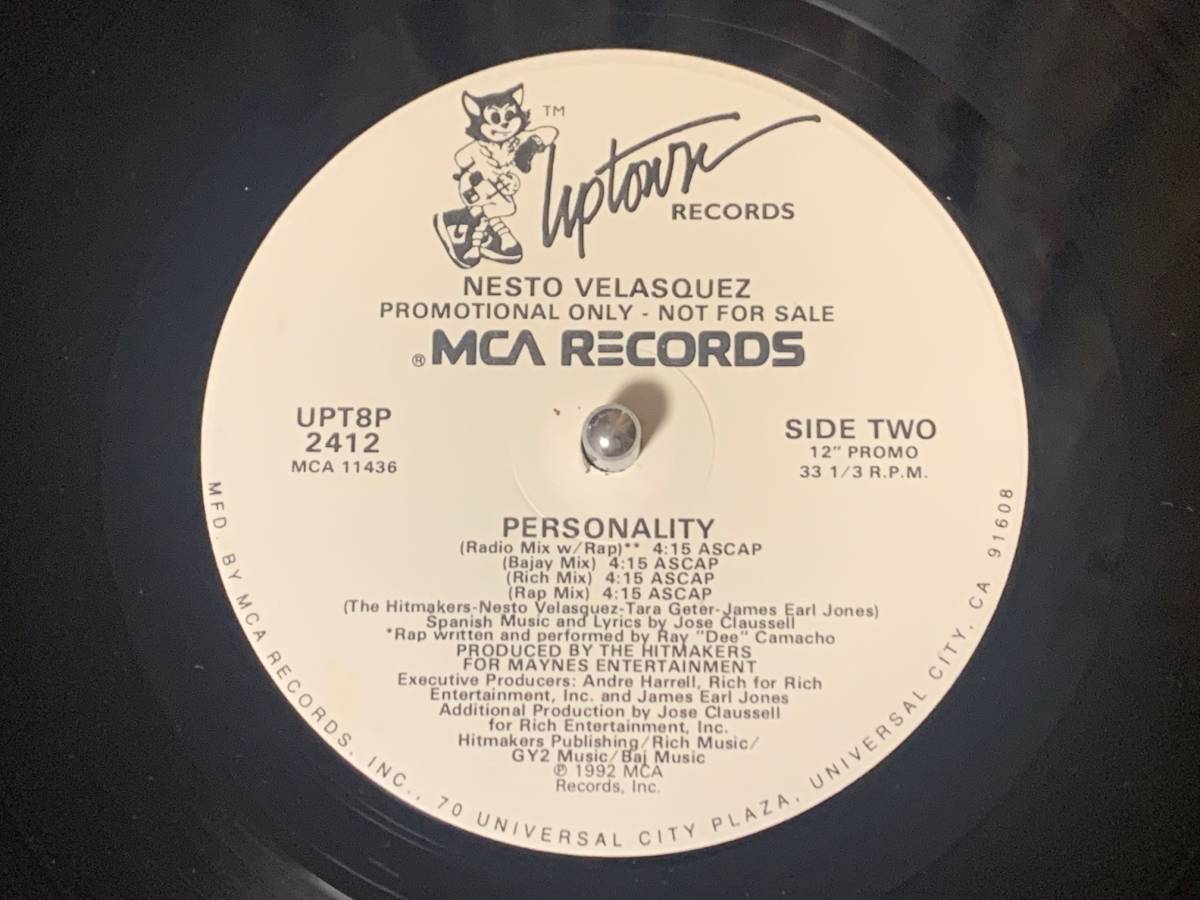 TM
Uptown
RECORDS
NESTO VELASQUEZ
PROMOTIONAL ONLY - NOT FOR SALE
® MCA RECORDS
UPT8P
2412
MCA 11436
SIDE TWO
12" PROMO
33 1/3 R.P.M.
PERSONALITY
(Radio Mix w/Rap)** 4:15 ASCAP
(Bajay Mix) 4:15 ASCAP
(Rich Mix) 4:15 ASCAP
(Rap Mix) 4:15 ASCAP
(The Hitmakers-Nesto Velasquez-Tara Geter-James Earl Jones)
Spanish Music and Lyrics by Jose Claussell
*Rap written and performed by Ray "Dee" Camacho
PRODUCED BY THE HITMAKERS
FOR MAYNES ENTERTAINMENT
Executive Producers: Andre Harrell, Rich for Rich
Entertainment, Inc. and James Earl Jones
Additional Production by Jose Claussell
for Rich Entertainment, Inc.
Hitmakers Publishing/Rich Music/
GY2 Music/Baj Music
℗ 1992 MCA
Records, Inc.
MFD. BY MCA RECORDS, INC., 70 UNIVERSAL CITY PLAZA, UNIVERSAL CITY, CA 91608